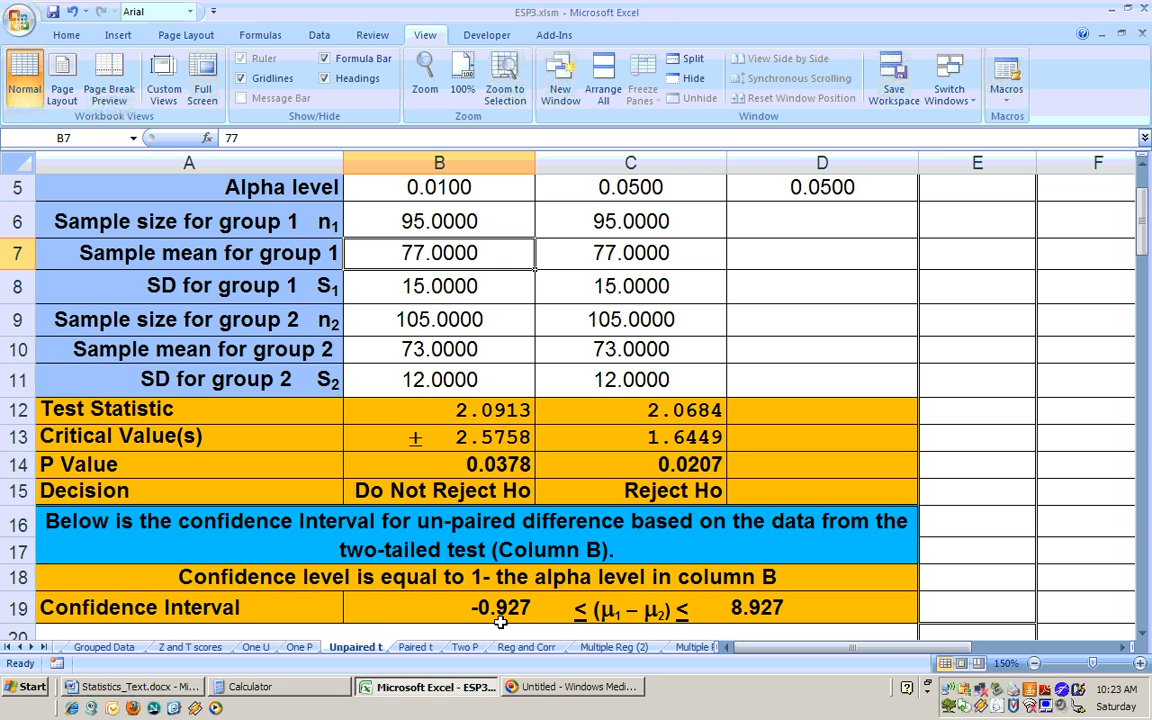 ESP3.xlsm - Microsoft Excel
Arial
Home Insert Page Layout Formulas Data Review View Developer Add-Ins
Normal Page Layout Page Break Preview Custom Views Full Screen
Workbook Views
Ruler Formula Bar
Gridlines Headings
Message Bar
Show/Hide
Zoom 100% Zoom to Selection
Zoom
New Window Arrange All Freeze Panes
Split
Hide
Unhide
View Side by Side
Synchronous Scrolling
Reset Window Position
Save Workspace Switch Windows
Window
Macros
Macros
B7 fx 77
A B C D E F
5 Alpha level 0.0100 0.0500 0.0500
6 Sample size for group 1 n1 95.0000 95.0000
7 Sample mean for group 1 77.0000 77.0000
8 SD for group 1 S1 15.0000 15.0000
9 Sample size for group 2 n2 105.0000 105.0000
10 Sample mean for group 2 73.0000 73.0000
11 SD for group 2 S2 12.0000 12.0000
12 Test Statistic 2.0913 2.0684
13 Critical Value(s) ± 2.5758 1.6449
14 P Value 0.0378 0.0207
15 Decision Do Not Reject Ho Reject Ho
16 Below is the confidence Interval for un-paired difference based on the data from the
17 two-tailed test (Column B).
18 Confidence level is equal to 1- the alpha level in column B
19 Confidence Interval -0.927 ≤ (μ1 – μ2) ≤ 8.927
20
Grouped Data Z and T scores One U One P Unpaired t Paired t Two P Reg and Corr Multiple Reg (2)
Ready 150%
Start Statistics_Text.docx - Mi... Calculator Microsoft Excel - ESP3... Untitled - Windows Medi... 10:23 AM
Saturday